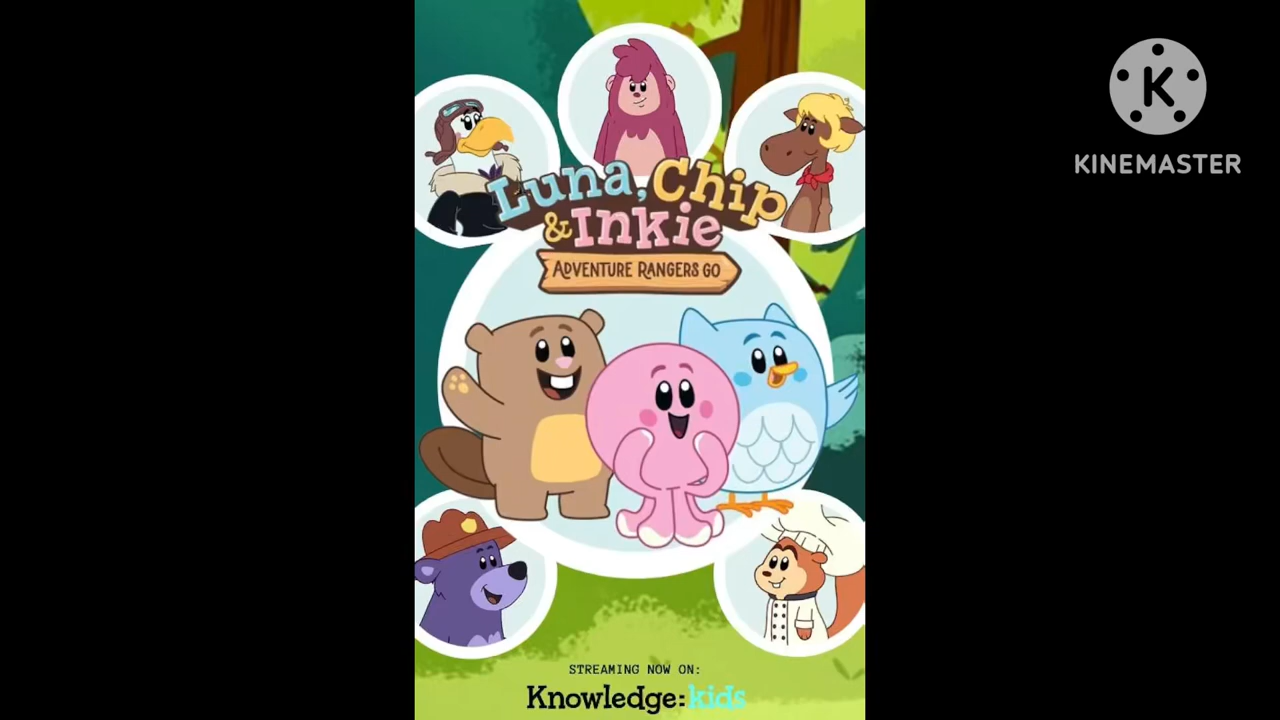 KINEMASTER
Luna, Chip
& Inkie
ADVENTURE RANGERS GO
STREAMING NOW ON:
Knowledge:kids